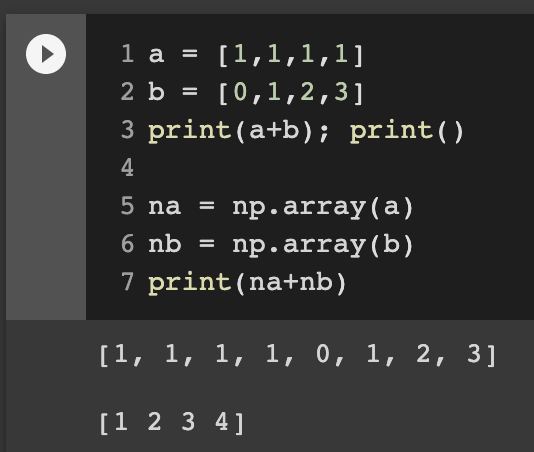 1 a = [1,1,1,1]
2 b = [0,1,2,3]
3 print(a+b); print()
4
5 na = np.array(a)
6 nb = np.array(b)
7 print(na+nb)
[1, 1, 1, 1, 0, 1, 2, 3]
[1 2 3 4]